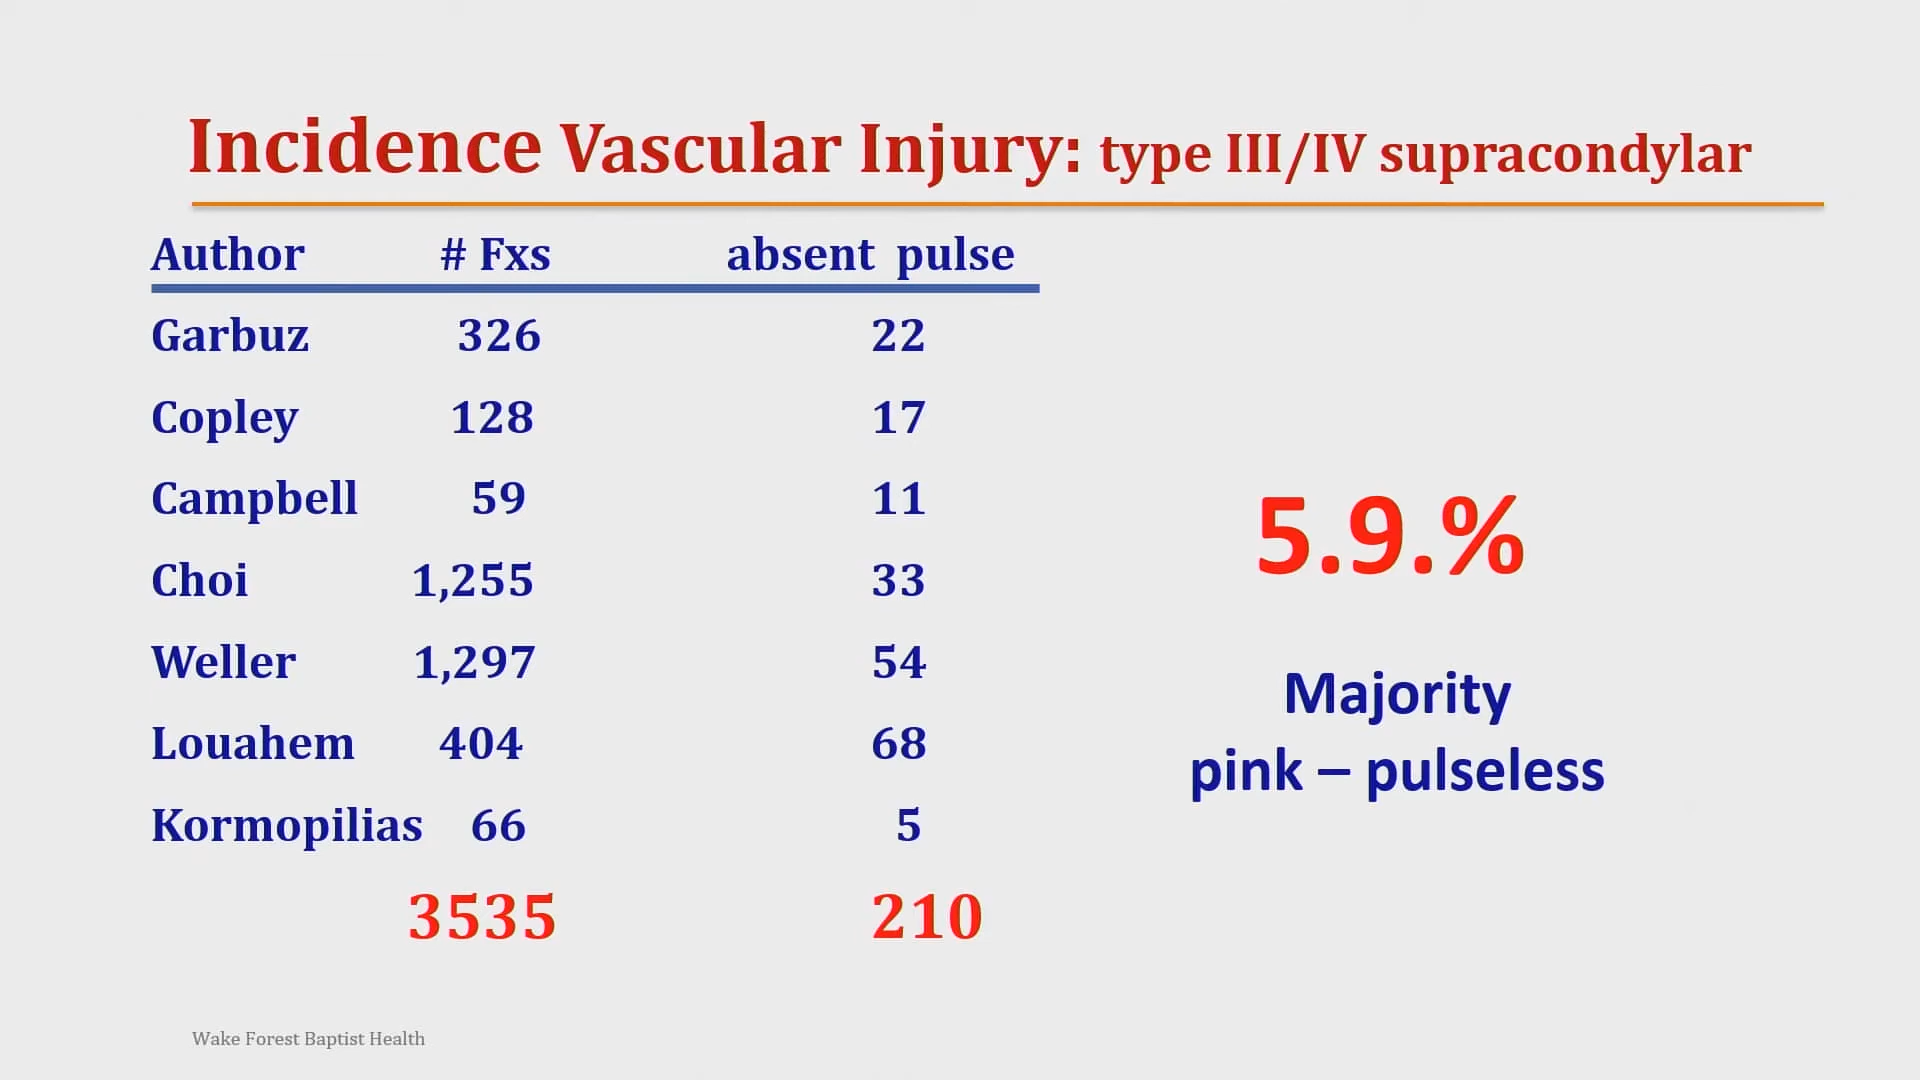 Incidence Vascular Injury: type III/IV supracondylar
Author # Fxs absent pulse
Garbuz 326 22
Copley 128 17
Campbell 59 11
Choi 1,255 33
Weller 1,297 54
Louahem 404 68
Kormopilias 66 5
3535 210
5.9.%
Majority
pink – pulseless
Wake Forest Baptist Health